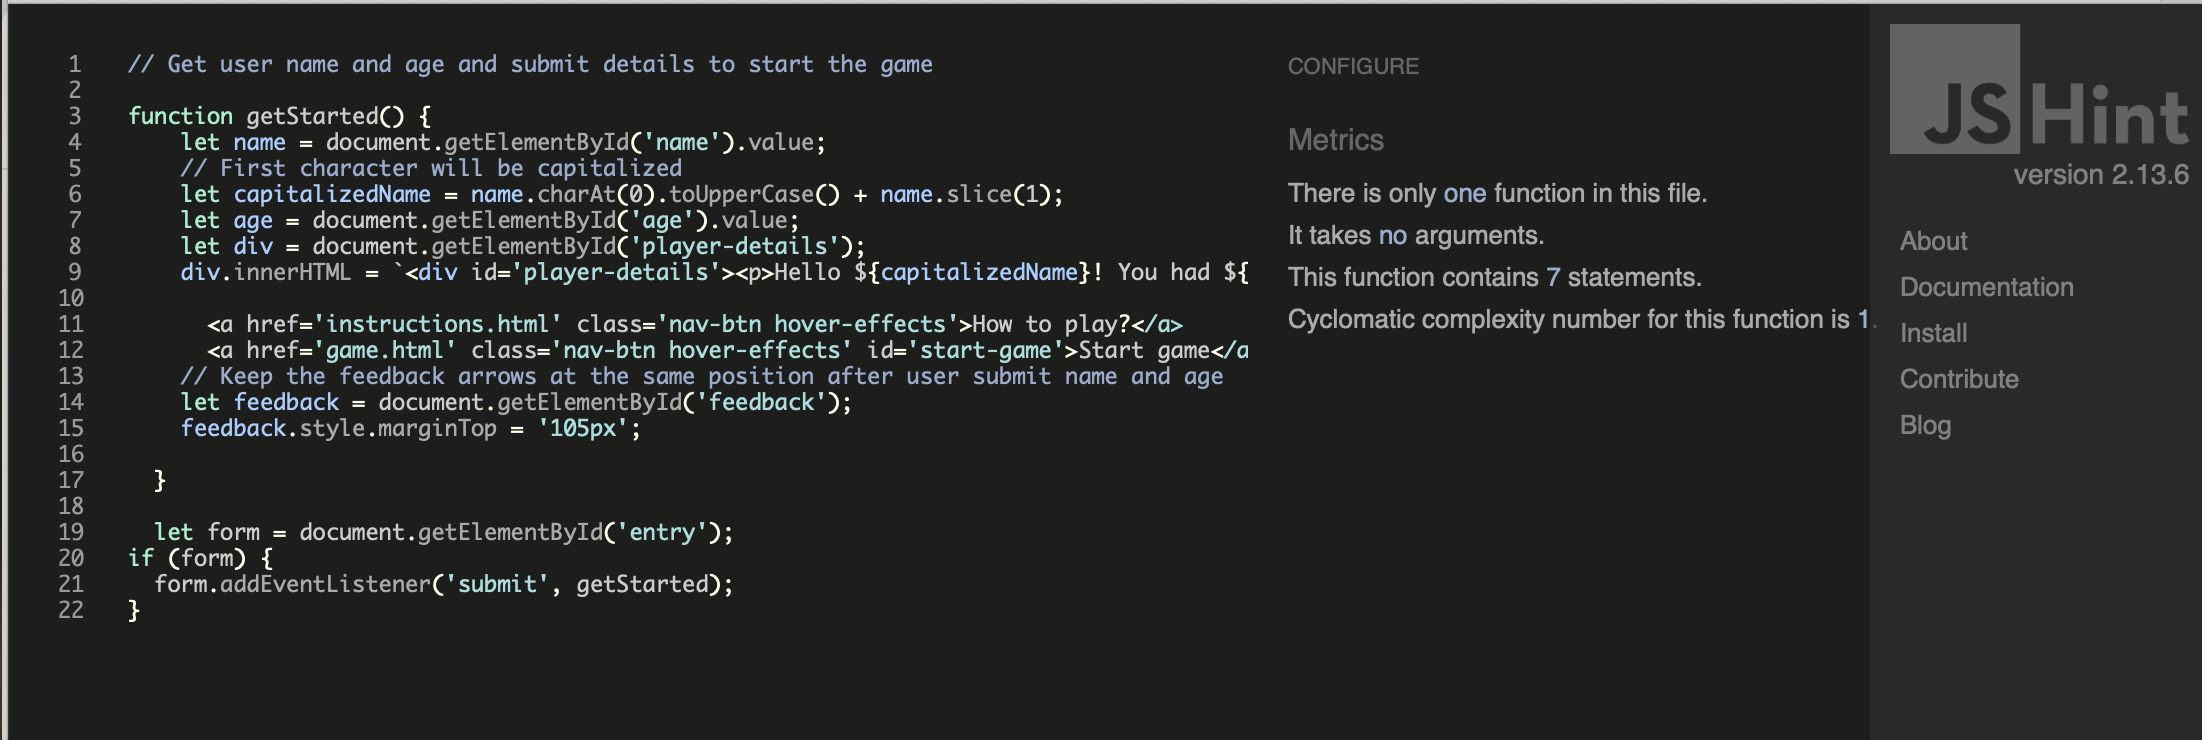 1 // Get user name and age and submit details to start the game
2
3 function getStarted() {
4 let name = document.getElementById('name').value;
5 // First character will be capitalized
6 let capitalizedName = name.charAt(0).toUpperCase() + name.slice(1);
7 let age = document.getElementById('age').value;
8 let div = document.getElementById('player-details');
9 div.innerHTML = `<div id='player-details'><p>Hello ${capitalizedName}! You had ${
10
11 <a href='instructions.html' class='nav-btn hover-effects'>How to play?</a>
12 <a href='game.html' class='nav-btn hover-effects' id='start-game'>Start game</a
13 // Keep the feedback arrows at the same position after user submit name and age
14 let feedback = document.getElementById('feedback');
15 feedback.style.marginTop = '105px';
16
17 }
18
19 let form = document.getElementById('entry');
20 if (form) {
21 form.addEventListener('submit', getStarted);
22 }
CONFIGURE
Metrics
There is only one function in this file.
It takes no arguments.
This function contains 7 statements.
Cyclomatic complexity number for this function is 1.
JSHint
version 2.13.6
About
Documentation
Install
Contribute
Blog